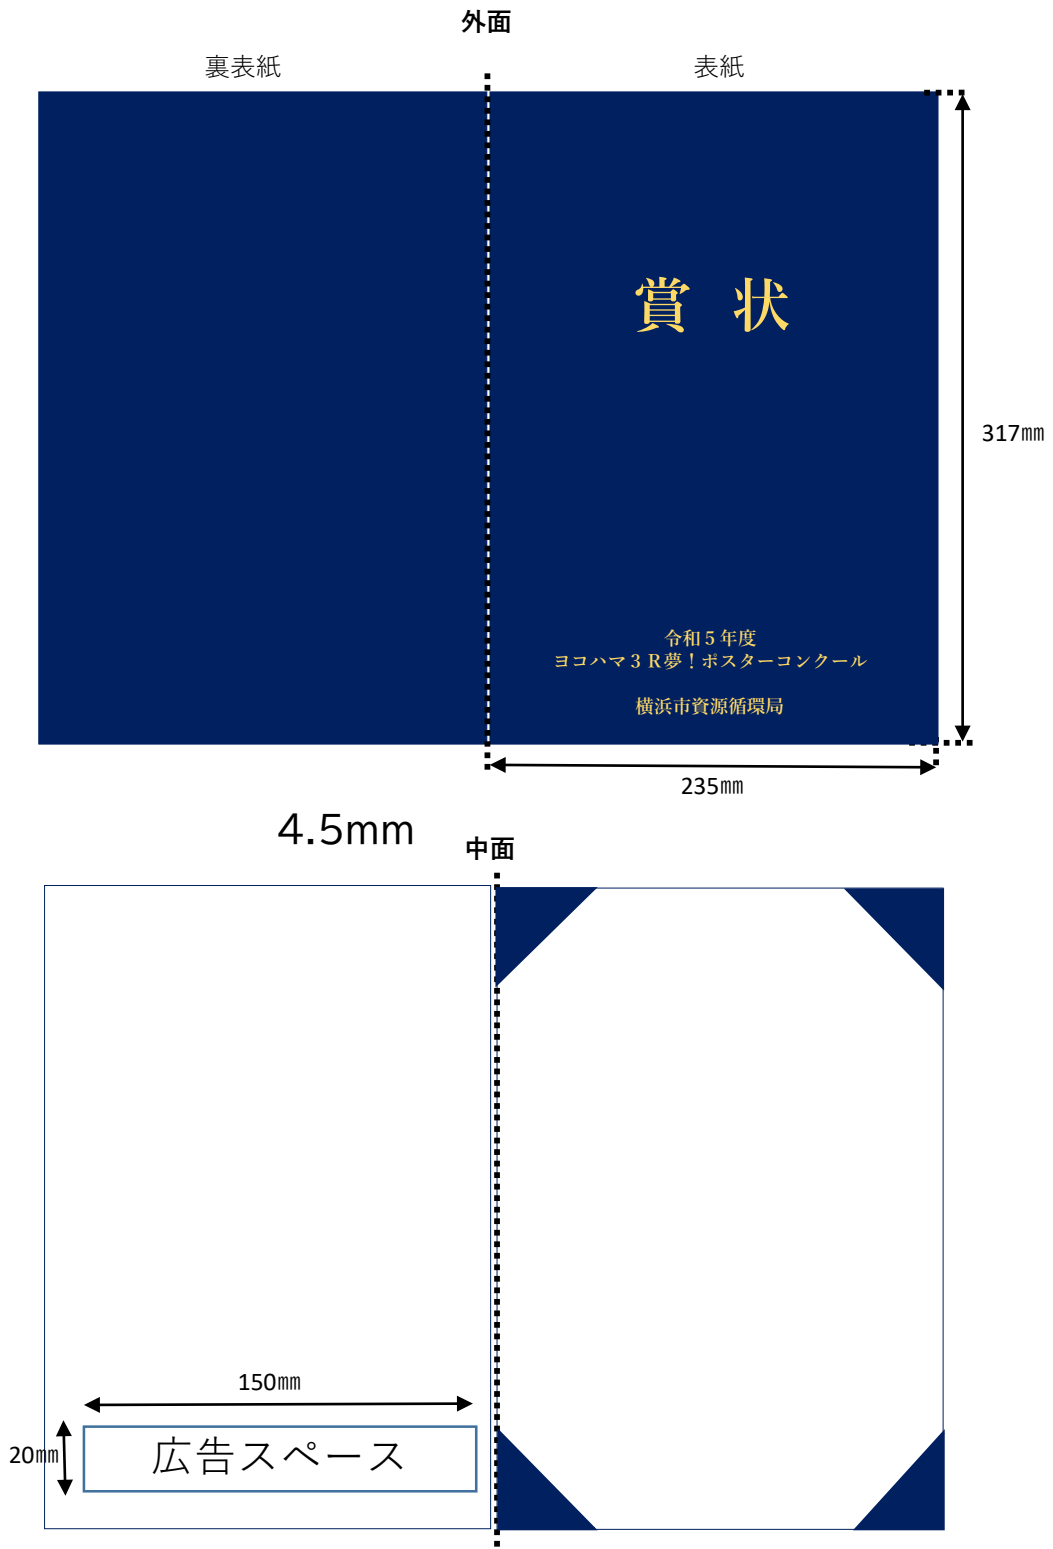 外面
裏表紙
表紙
賞 状
317㎜
令和５年度
ヨコハマ３Ｒ夢！ポスターコンクール
横浜市資源循環局
235㎜
4.5mm
中面
150㎜
20㎜
広告スペース